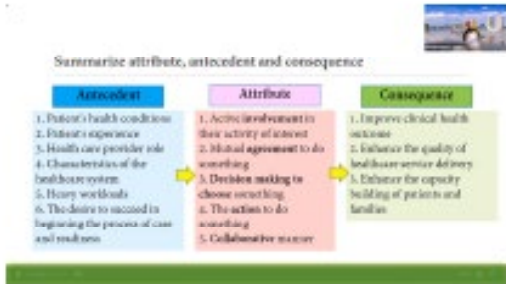 Summarize attribute, antecedent and consequence
Antecedent
1. Patient's health conditions
2. Patient's experience
3. Health care provider role
4. Characteristics of the
healthcare system
5. Heavy workloads
6. The desire to succeed in
beginning the process of care
and readiness
Attribute
1. Active involvement in
their activity of interest
2. Mutual agreement to do
something
3. Decision making to
choose something
4. The action to do
something
5. Collaborative manner
Consequence
1. Improve clinical health
outcome
2. Enhance the quality of
healthcare service delivery
3. Enhance the capacity
building of patients and
families